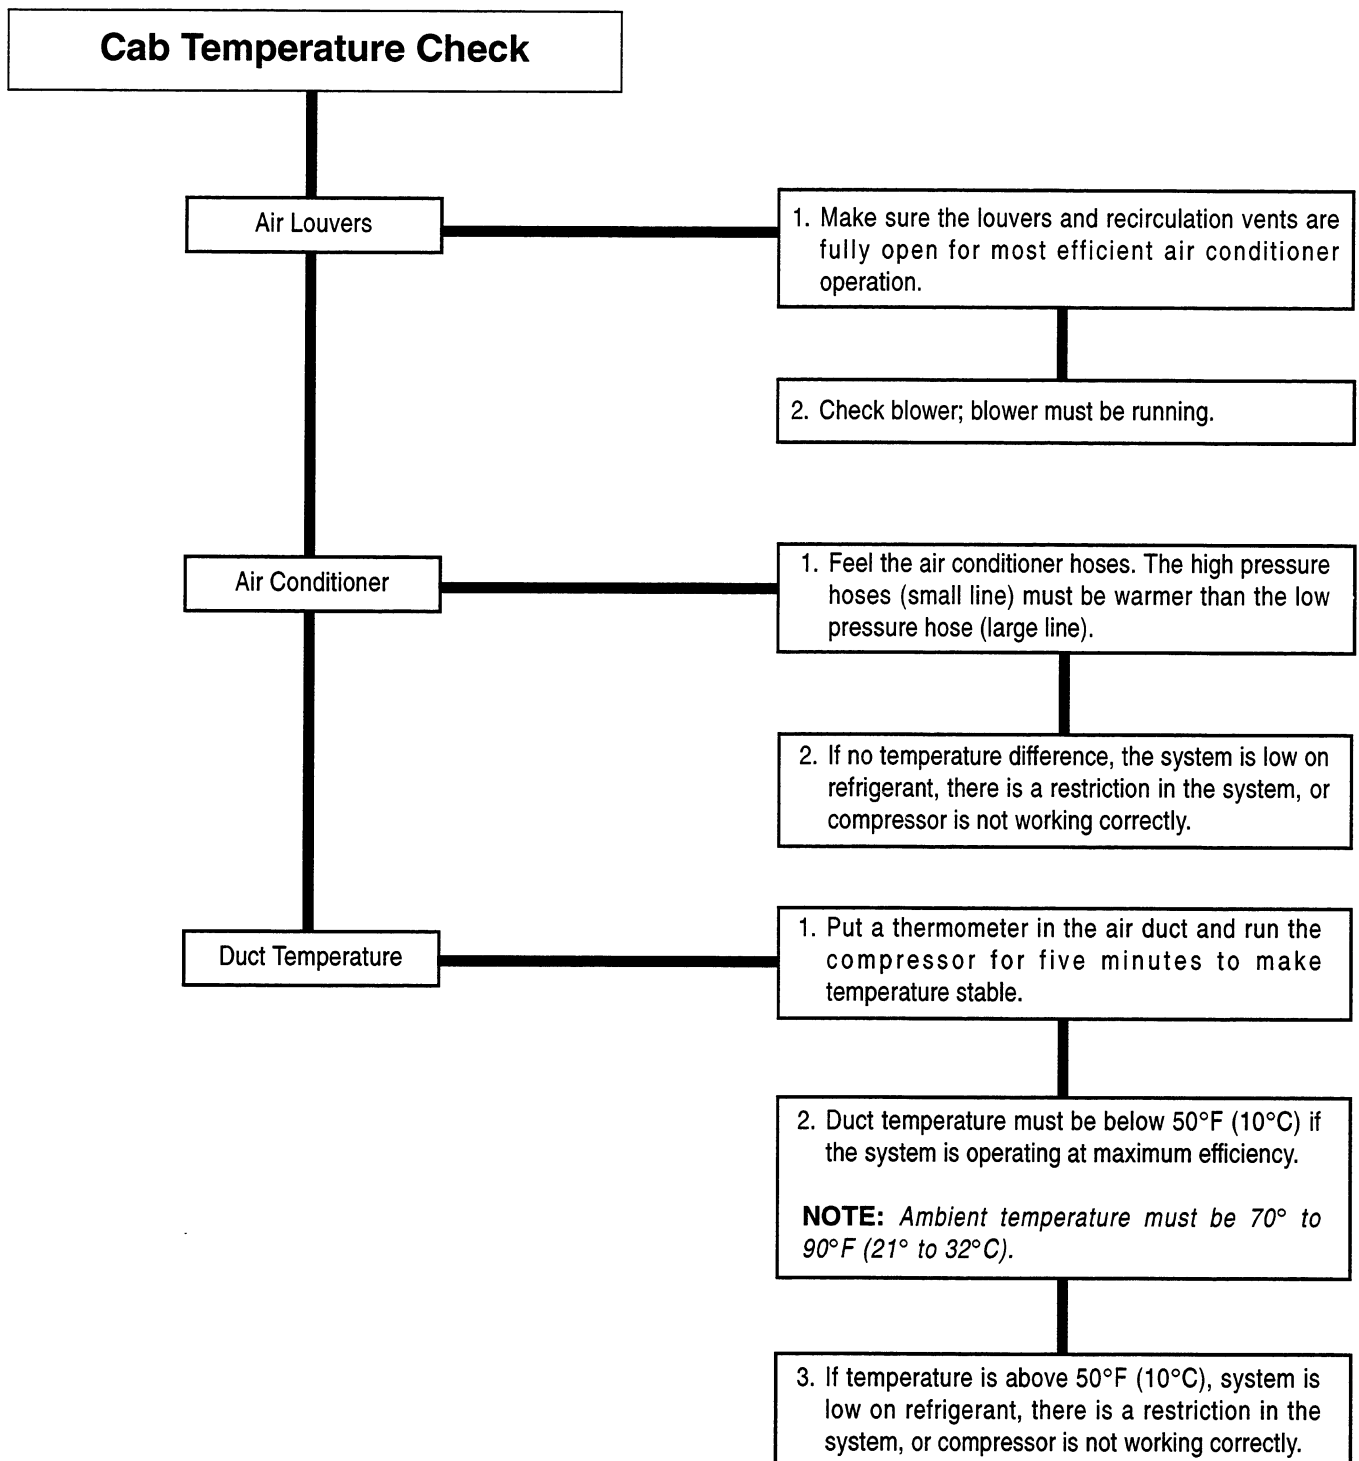 Cab Temperature Check
Air Louvers
1. Make sure the louvers and recirculation vents are
fully open for most efficient air conditioner
operation.
2. Check blower; blower must be running.
Air Conditioner
1. Feel the air conditioner hoses. The high pressure
hoses (small line) must be warmer than the low
pressure hose (large line).
2. If no temperature difference, the system is low on
refrigerant, there is a restriction in the system, or
compressor is not working correctly.
Duct Temperature
1. Put a thermometer in the air duct and run the
compressor for five minutes to make
temperature stable.
2. Duct temperature must be below 50°F (10°C) if
the system is operating at maximum efficiency.
NOTE: Ambient temperature must be 70° to
90°F (21° to 32°C).
3. If temperature is above 50°F (10°C), system is
low on refrigerant, there is a restriction in the
system, or compressor is not working correctly.